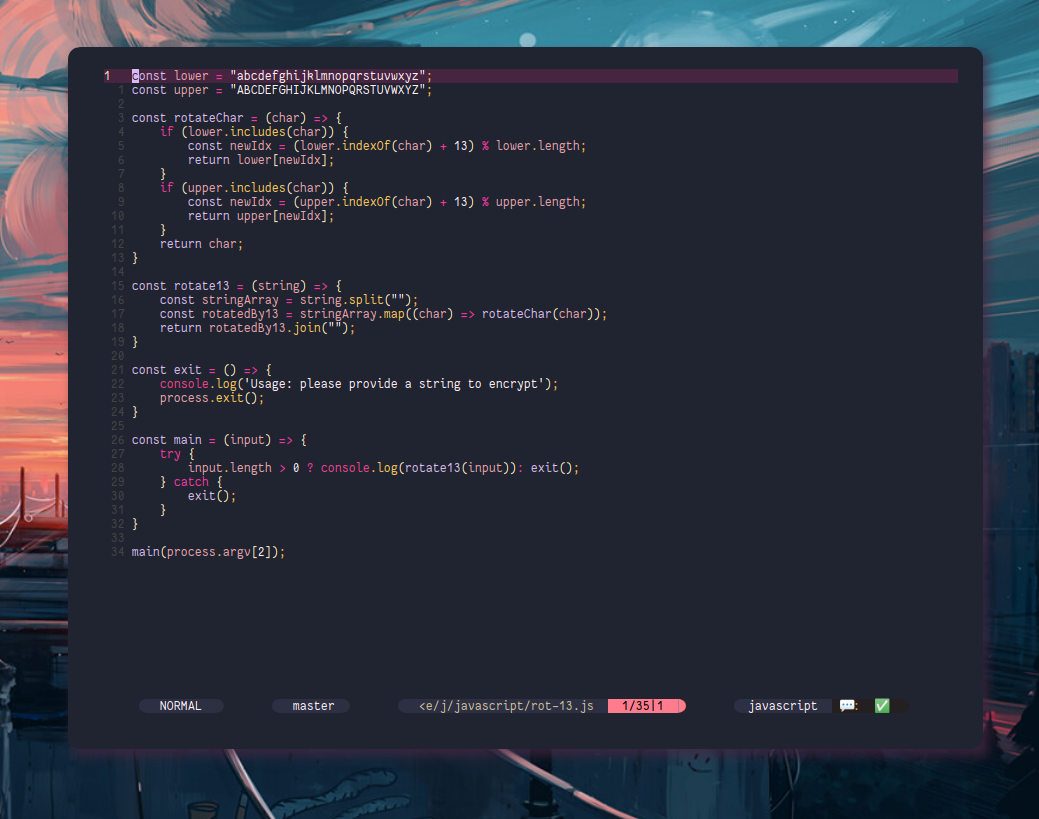 1 const lower = "abcdefghijklmnopqrstuvwxyz";
1 const upper = "ABCDEFGHIJKLMNOPQRSTUVWXYZ";
2
3 const rotateChar = (char) => {
4     if (lower.includes(char)) {
5         const newIdx = (lower.indexOf(char) + 13) % lower.length;
6         return lower[newIdx];
7     }
8     if (upper.includes(char)) {
9         const newIdx = (upper.indexOf(char) + 13) % upper.length;
10         return upper[newIdx];
11     }
12     return char;
13 }
14
15 const rotate13 = (string) => {
16     const stringArray = string.split("");
17     const rotatedBy13 = stringArray.map((char) => rotateChar(char));
18     return rotatedBy13.join("");
19 }
20
21 const exit = () => {
22     console.log('Usage: please provide a string to encrypt');
23     process.exit();
24 }
25
26 const main = (input) => {
27     try {
28         input.length > 0 ? console.log(rotate13(input)): exit();
29     } catch {
30         exit();
31     }
32 }
33
34 main(process.argv[2]);
NORMAL master <e/j/javascript/rot-13.js 1/35|1 javascript 💬: ✅